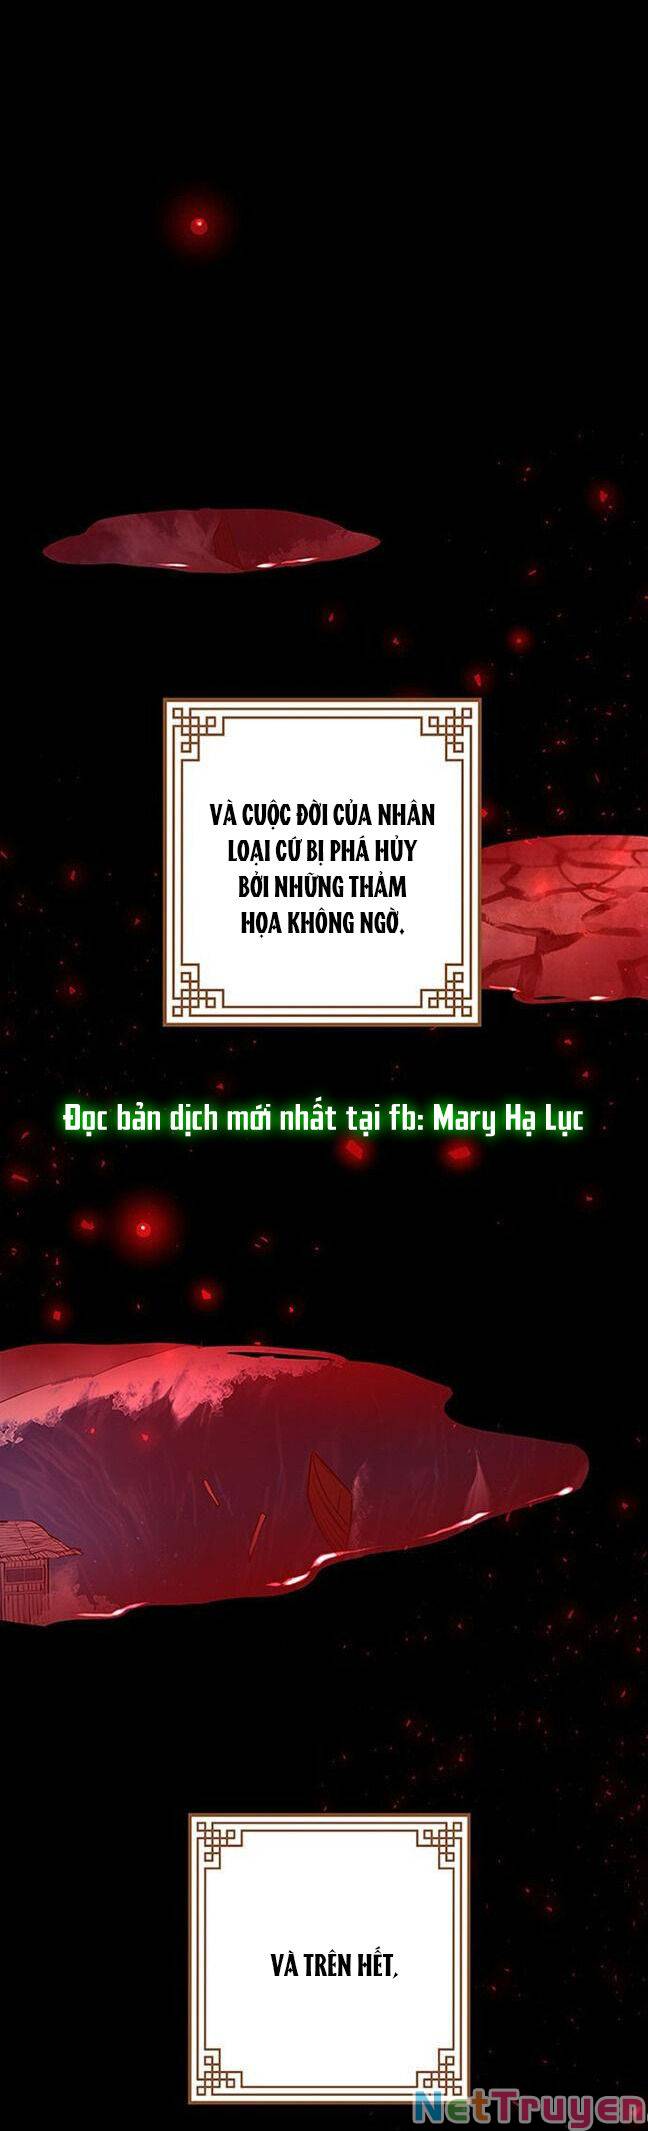 VÀ CUỘC ĐỜI CỦA NHÂN
LOẠI CỨ BỊ PHÁ HỦY
BỞI NHỮNG THẢM
HỌA KHÔNG NGỜ.
Đọc bản dịch mới nhất tại fb: Mary Hạ Lục
VÀ TRÊN HẾT,
NetTruyen